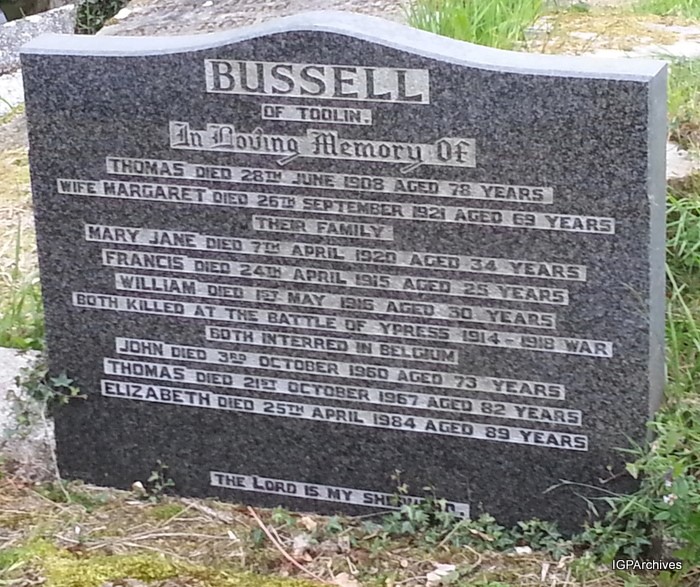 BUSSELL
OF TOOLIN.
In Loving Memory Of
THOMAS DIED 28TH JUNE 1908 AGED 78 YEARS
WIFE MARGARET DIED 26TH SEPTEMBER 1921 AGED 69 YEARS
THEIR FAMILY
MARY JANE DIED 7TH APRIL 1920 AGED 34 YEARS
FRANCIS DIED 24TH APRIL 1915 AGED 25 YEARS
WILLIAM DIED 1ST MAY 1915 AGED 30 YEARS
BOTH KILLED AT THE BATTLE OF YPRESS 1914 - 1918 WAR
BOTH INTERRED IN BELGIUM
JOHN DIED 3RD OCTOBER 1960 AGED 73 YEARS
THOMAS DIED 21ST OCTOBER 1967 AGED 82 YEARS
ELIZABETH DIED 25TH APRIL 1984 AGED 89 YEARS
THE LORD IS MY SHEPHERD.
IGPArchives